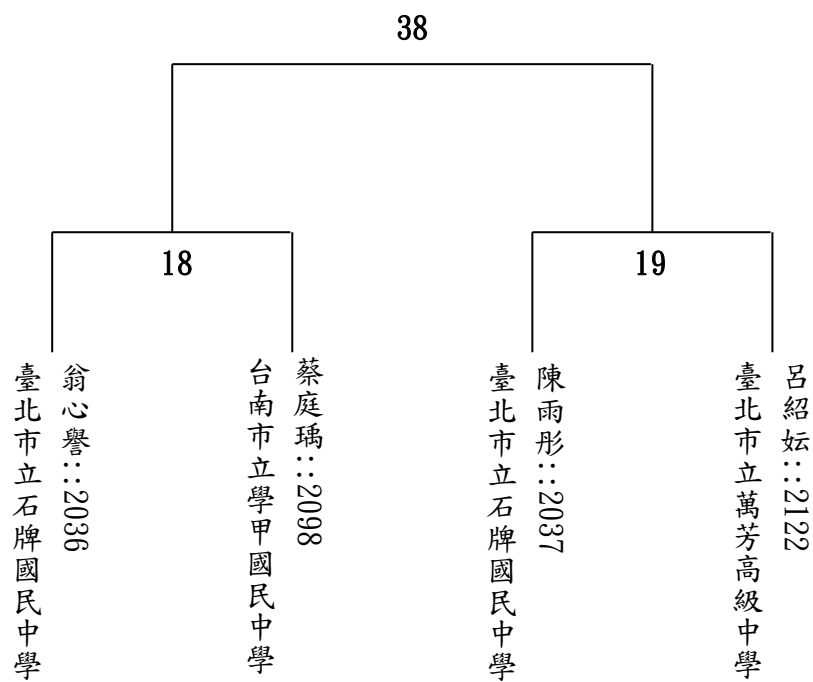 38
18
19
翁心譽::2036
臺北市立石牌國民中學
蔡庭瑀::2098
台南市立學甲國民中學
陳雨彤::2037
臺北市立石牌國民中學
呂紹妘::2122
臺北市立萬芳高級中學